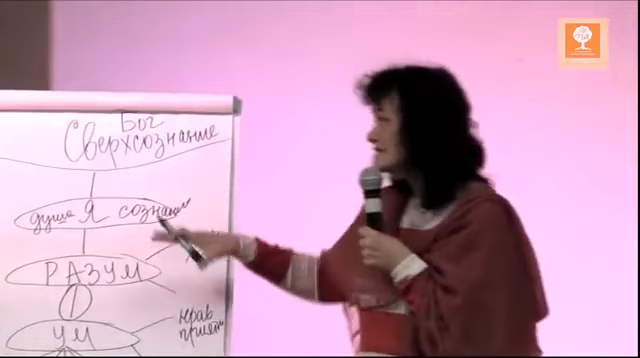 Бог
Сверхсознание
душа Я сознание
РАЗУМ
УМ
нрав